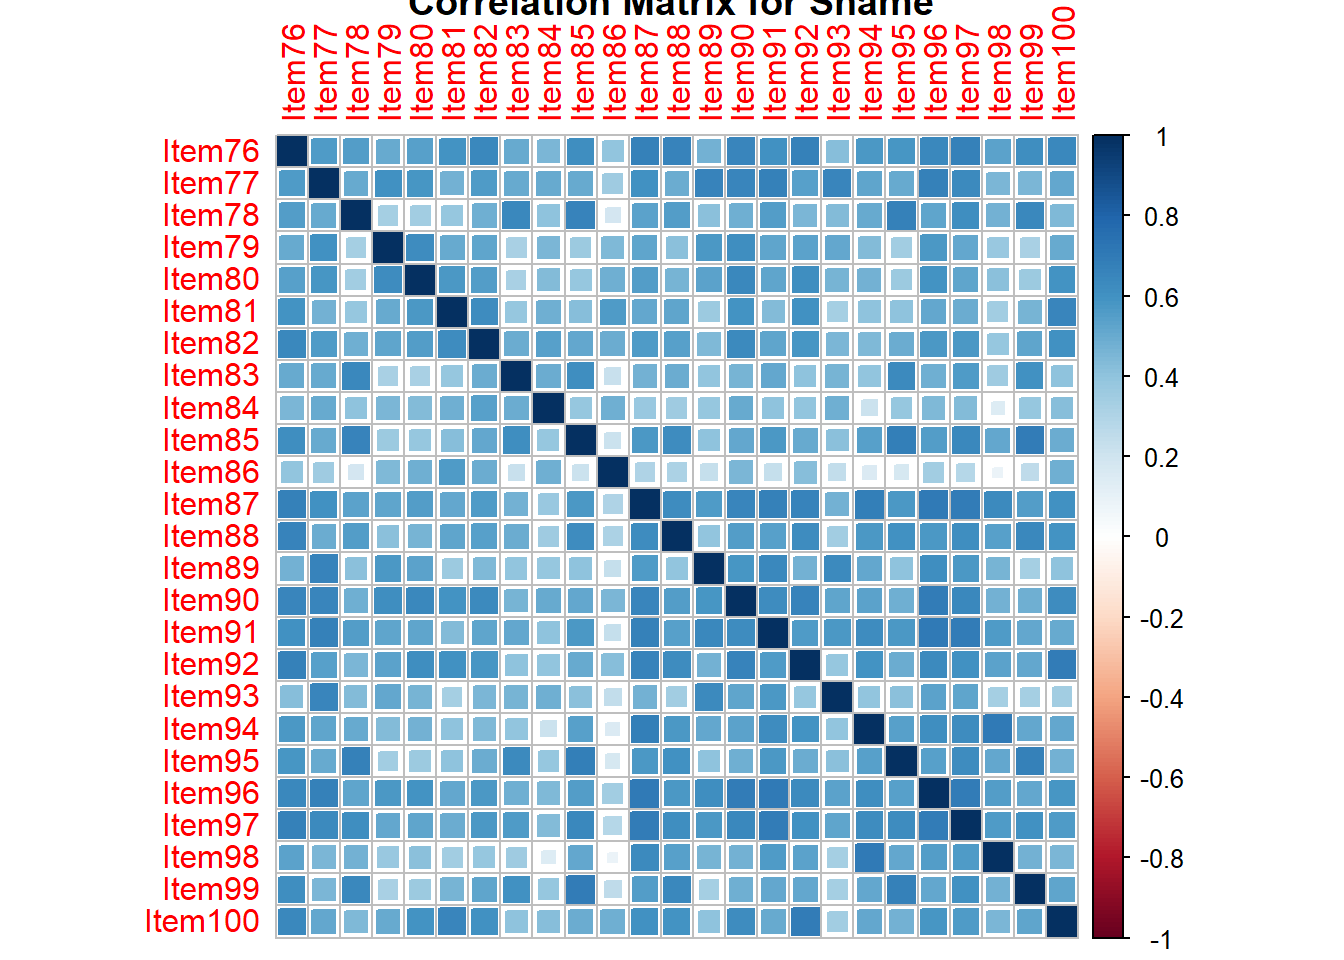 Correlation Matrix for Shame
Item76 Item77 Item78 Item79 Item80 Item81 Item82 Item83 Item84 Item85 Item86 Item87 Item88 Item89 Item90 Item91 Item92 Item93 Item94 Item95 Item96 Item97 Item98 Item99 Item100
Item76
Item77
Item78
Item79
Item80
Item81
Item82
Item83
Item84
Item85
Item86
Item87
Item88
Item89
Item90
Item91
Item92
Item93
Item94
Item95
Item96
Item97
Item98
Item99
Item100
1
0.8
0.6
0.4
0.2
0
-0.2
-0.4
-0.6
-0.8
-1